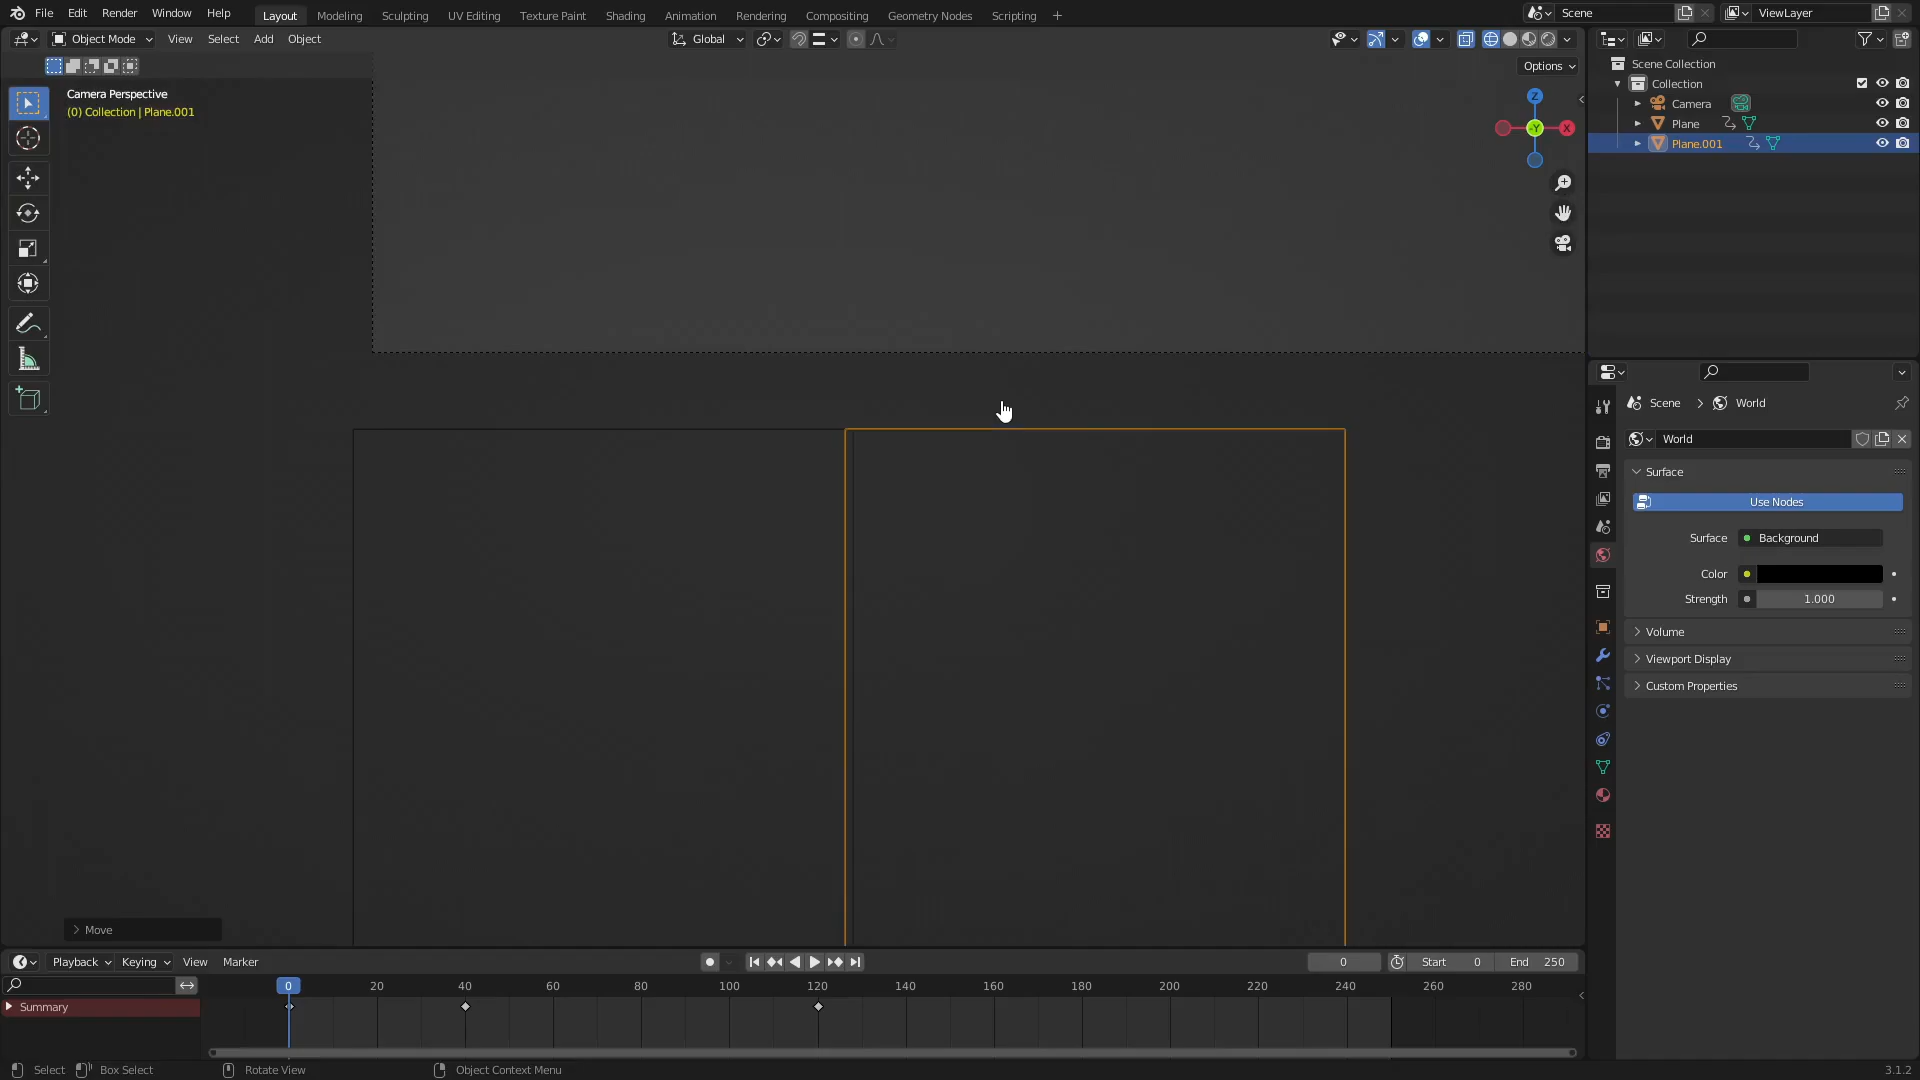 File Edit Render Window Help Layout Modeling Sculpting UV Editing Texture Paint Shading Animation Rendering Compositing Geometry Nodes Scripting + Scene ViewLayer
Object Mode View Select Add Object Global
Options
Camera Perspective
(0) Collection | Plane.001
Z
X
Y
Scene Collection
Collection
Camera
Plane
Plane.001
Scene > World
World
Surface
Use Nodes
Surface Background
Color
Strength 1.000
Volume
Viewport Display
Custom Properties
Move
Playback Keying View Marker 0 Start 0 End 250
0 20 40 60 80 100 120 140 160 180 200 220 240 260 280
Summary
Select Box Select Rotate View Object Context Menu 3.1.2